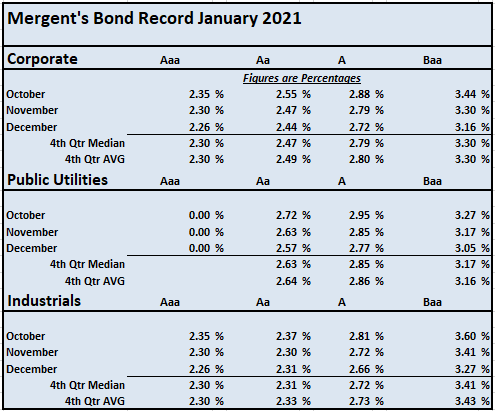 Mergent's Bond Record January 2021
Corporate Aaa Aa A Baa
Figures are Percentages
October 2.35 % 2.55 % 2.88 % 3.44 %
November 2.30 % 2.47 % 2.79 % 3.30 %
December 2.26 % 2.44 % 2.72 % 3.16 %
4th Qtr Median 2.30 % 2.47 % 2.79 % 3.30 %
4th Qtr AVG 2.30 % 2.49 % 2.80 % 3.30 %
Public Utilities Aaa Aa A Baa
October 0.00 % 2.72 % 2.95 % 3.27 %
November 0.00 % 2.63 % 2.85 % 3.17 %
December 0.00 % 2.57 % 2.77 % 3.05 %
4th Qtr Median 2.63 % 2.85 % 3.17 %
4th Qtr AVG 2.64 % 2.86 % 3.16 %
Industrials Aaa Aa A Baa
October 2.35 % 2.37 % 2.81 % 3.60 %
November 2.30 % 2.30 % 2.72 % 3.41 %
December 2.26 % 2.31 % 2.66 % 3.27 %
4th Qtr Median 2.30 % 2.31 % 2.72 % 3.41 %
4th Qtr AVG 2.30 % 2.33 % 2.73 % 3.43 %